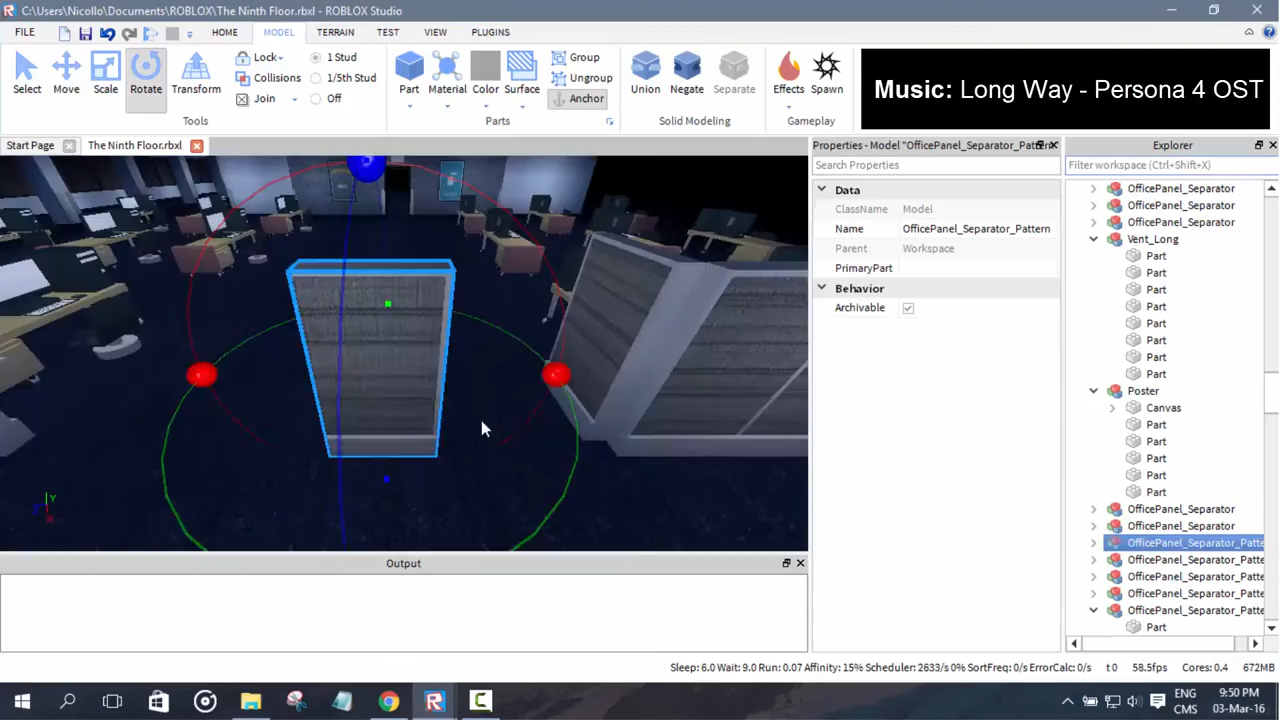 C:\Users\Nicollo\Documents\ROBLOX\The Ninth Floor.rbxl - ROBLOX Studio
FILE HOME MODEL TERRAIN TEST VIEW PLUGINS
Select Move Scale Rotate Transform
Lock
Collisions
Join
1 Stud
1/5th Stud
Off
Tools
Part Material Color Surface
Group
Ungroup
Anchor
Parts
Union Negate Separate
Solid Modeling
Effects Spawn
Gameplay
Music: Long Way - Persona 4 OST
Start Page
The Ninth Floor.rbxl
Properties - Model "OfficePanel_Separator_Pattern
Search Properties
Data
ClassName Model
Name OfficePanel_Separator_Pattern
Parent Workspace
PrimaryPart
Behavior
Archivable
Explorer
Filter workspace (Ctrl+Shift+X)
OfficePanel_Separator
OfficePanel_Separator
OfficePanel_Separator
Vent_Long
Part
Part
Part
Part
Part
Part
Part
Part
Poster
Canvas
Part
Part
Part
Part
Part
OfficePanel_Separator
OfficePanel_Separator
OfficePanel_Separator_Patte
OfficePanel_Separator_Patte
OfficePanel_Separator_Patte
OfficePanel_Separator_Patte
OfficePanel_Separator_Patte
Part
Y
Z
X
Output
Sleep: 6.0 Wait: 9.0 Run: 0.07 Affinity: 15% Scheduler: 2633/s 0% SortFreq: 0/s ErrorCalc: 0/s t 0 58.5fps Cores: 0.4 672MB
ENG
CMS
9:50 PM
03-Mar-16